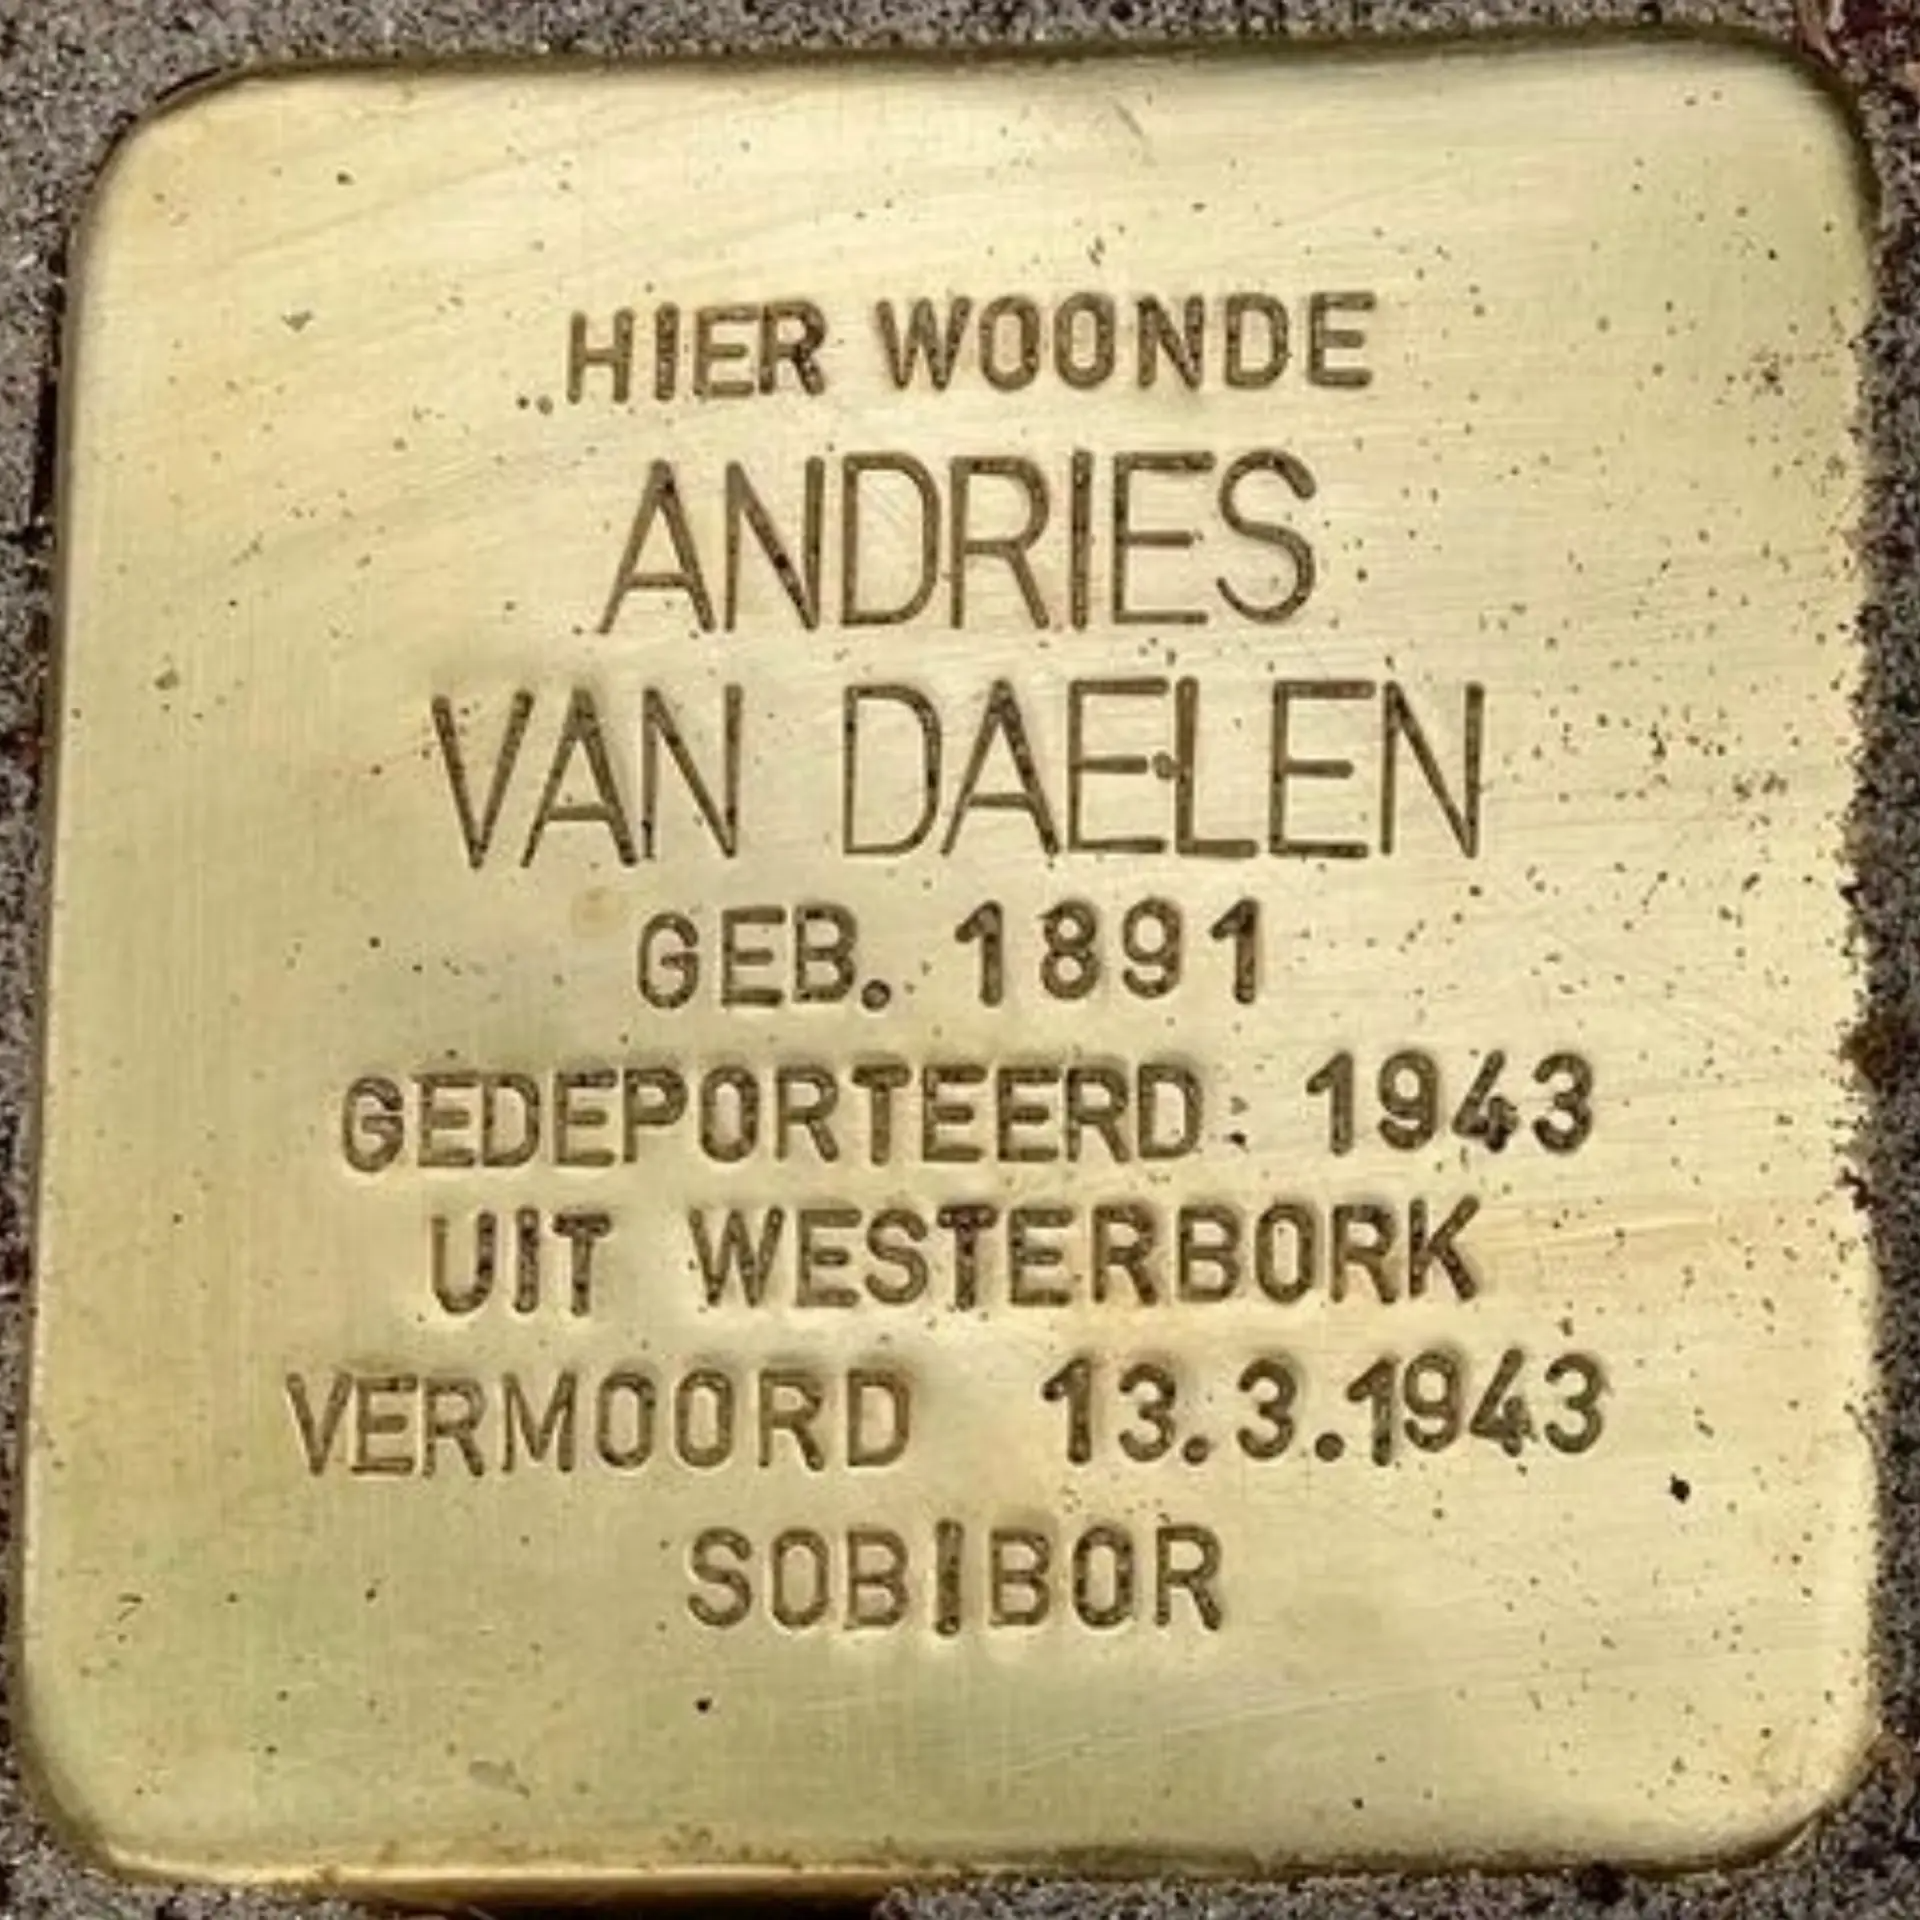 HIER WOONDE
ANDRIES
VAN DAELEN
GEB. 1891
GEDEPORTEERD 1943
UIT WESTERBORK
VERMOORD 13.3.1943
SOBIBOR